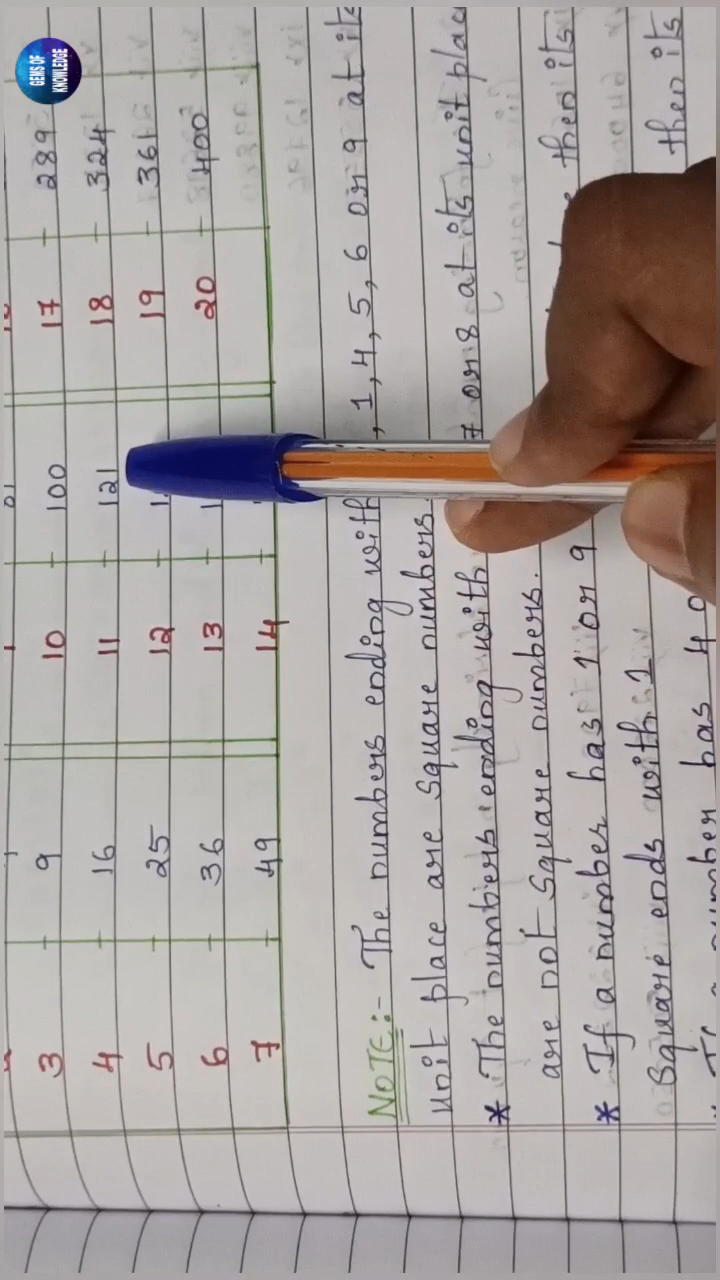 GEMS OF
KNOWLEDGE
3 - 9 10 - 100 17 - 289
4 - 16 11 - 121 18 - 324
5 - 25 12 - 19 - 361
6 - 36 13 - 20 - 400
7 - 49 14 -
NOTE:- The numbers ending with , 1, 4, 5, 6 or 9 at its
unit place are square numbers.
* The numbers ending with 7 or 8 at its unit place
are not square numbers.
* If a number has 1 or 9 then its
square ends with 1
number has 4 then its